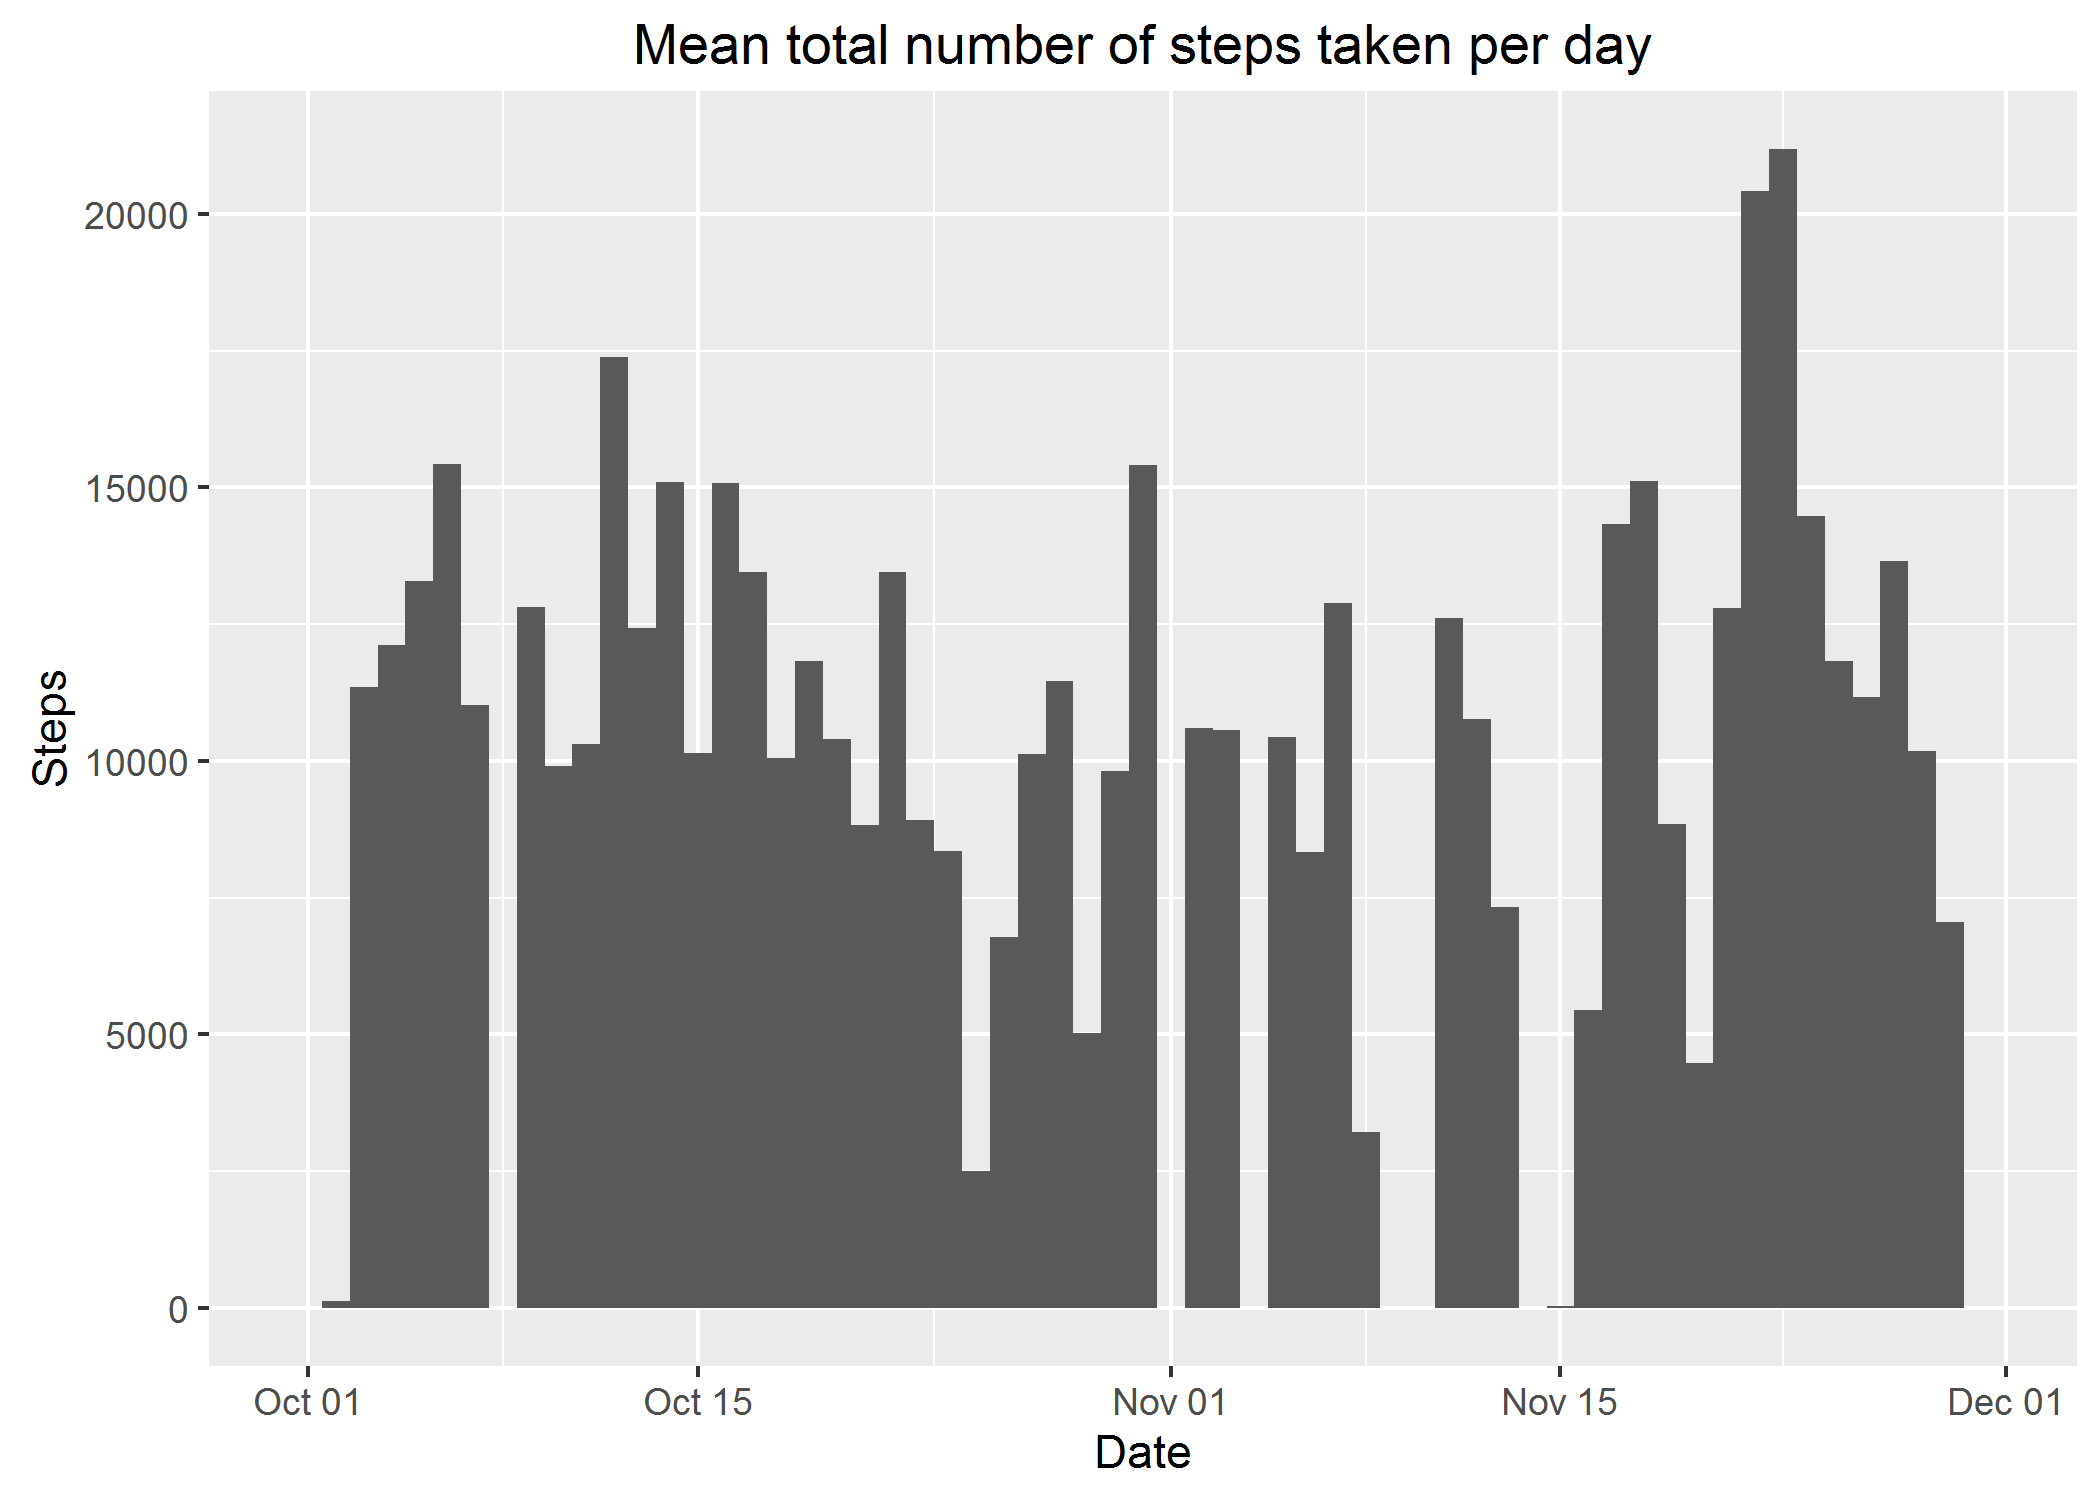 Mean total number of steps taken per day
20000
15000
10000
5000
0
Steps
Oct 01
Oct 15
Nov 01
Nov 15
Dec 01
Date